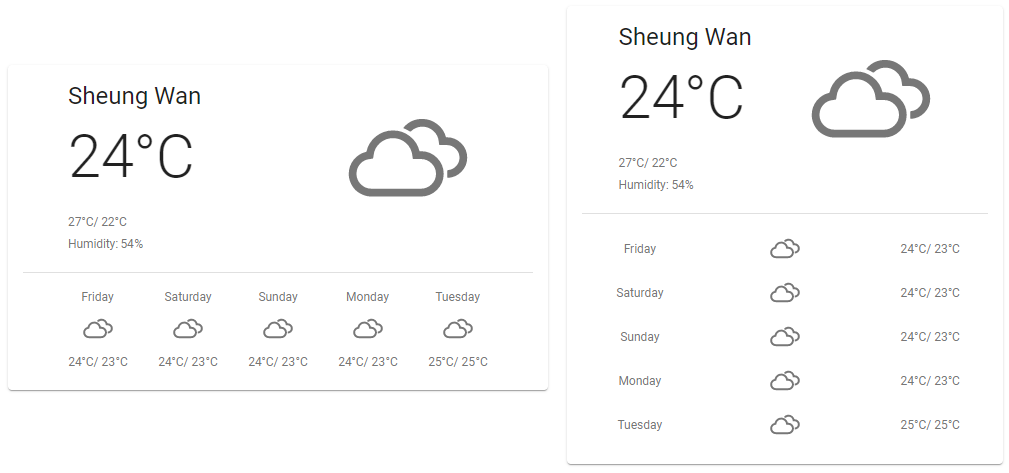 Sheung Wan
24°C
27°C/ 22°C
Humidity: 54%
Friday Saturday Sunday Monday Tuesday
24°C/ 23°C 24°C/ 23°C 24°C/ 23°C 24°C/ 23°C 25°C/ 25°C
Sheung Wan
24°C
27°C/ 22°C
Humidity: 54%
Friday 24°C/ 23°C
Saturday 24°C/ 23°C
Sunday 24°C/ 23°C
Monday 24°C/ 23°C
Tuesday 25°C/ 25°C